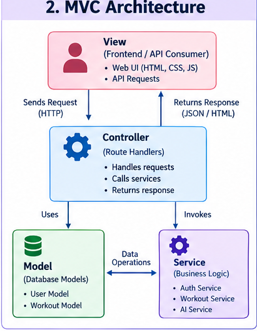 2. MVC Architecture
View
(Frontend / API Consumer)
• Web UI (HTML, CSS, JS)
• API Requests
Sends Request
(HTTP)
Returns Response
(JSON / HTML)
Controller
(Route Handlers)
• Handles requests
• Calls services
• Returns response
Uses
Invokes
Model
(Database Models)
• User Model
• Workout Model
Data
Operations
Service
(Business Logic)
• Auth Service
• Workout Service
• AI Service